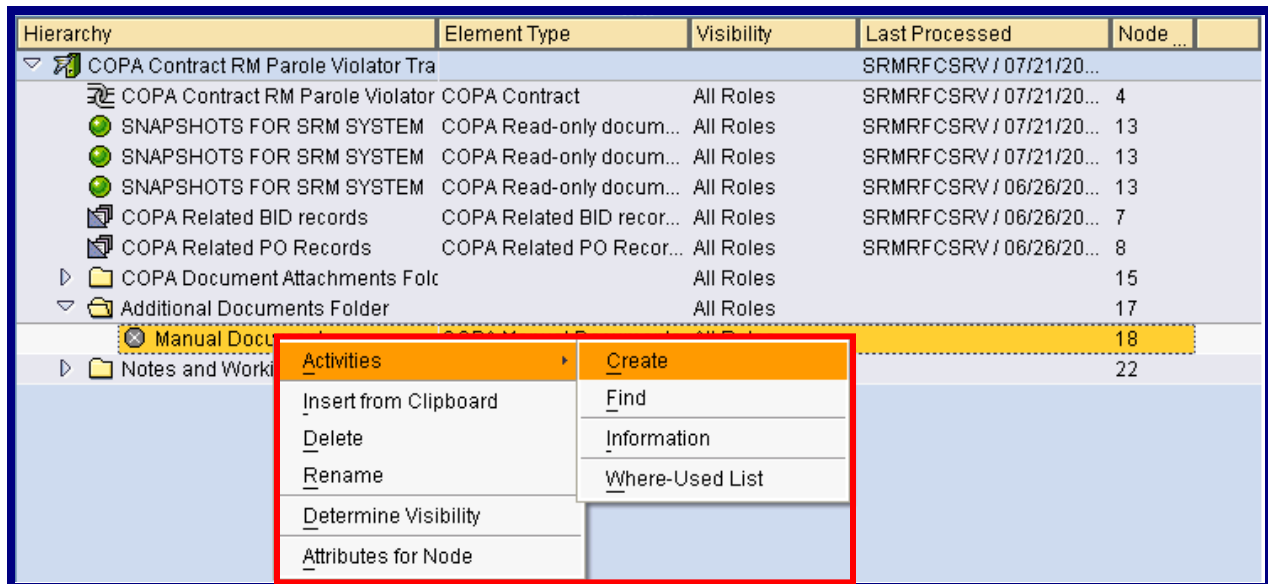 Hierarchy Element Type Visibility Last Processed Node ...
COPA Contract RM Parole Violator Tra SRMRFCSRV / 07/21/20...
COPA Contract RM Parole Violator COPA Contract All Roles SRMRFCSRV / 07/21/20... 4
SNAPSHOTS FOR SRM SYSTEM COPA Read-only docum... All Roles SRMRFCSRV / 07/21/20... 13
SNAPSHOTS FOR SRM SYSTEM COPA Read-only docum... All Roles SRMRFCSRV / 07/21/20... 13
SNAPSHOTS FOR SRM SYSTEM COPA Read-only docum... All Roles SRMRFCSRV / 06/26/20... 13
COPA Related BID records COPA Related BID recor... All Roles SRMRFCSRV / 06/26/20... 7
COPA Related PO Records COPA Related PO Recor... All Roles SRMRFCSRV / 06/26/20... 8
COPA Document Attachments Fold All Roles 15
Additional Documents Folder All Roles 17
Manual Docu 18
Notes and Worki 22
Activities Create
Insert from Clipboard Find
Delete Information
Rename Where-Used List
Determine Visibility
Attributes for Node